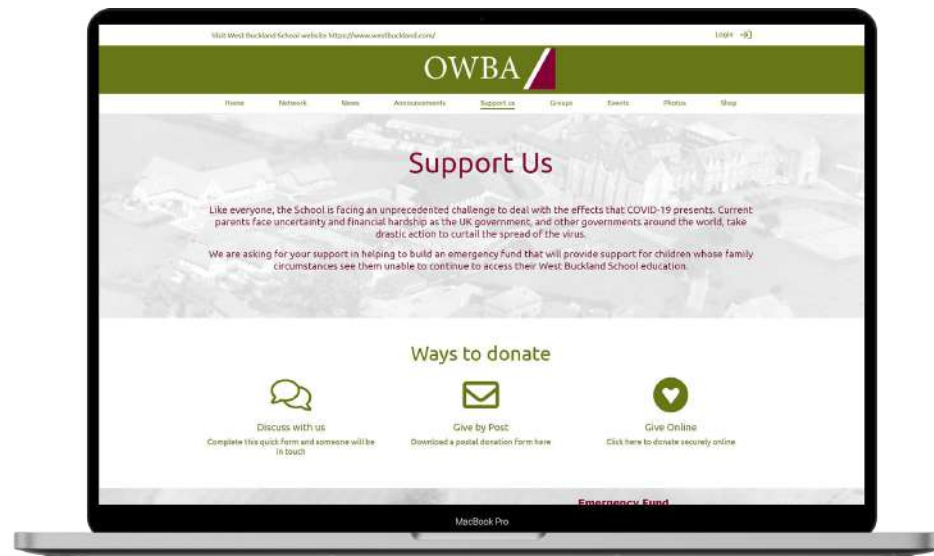 Visit West Buckland School website https://www.westbuckland.com/
Login
OWBA
Home Network News Announcements Support us Groups Events Photos Shop
Support Us
Like everyone, the School is facing an unprecedented challenge to deal with the effects that COVID-19 presents. Current
parents face uncertainty and financial hardship as the UK government, and other governments around the world, take
drastic action to curtail the spread of the virus.
We are asking for your support in helping to build an emergency fund that will provide support for children whose family
circumstances see them unable to continue to access their West Buckland School education.
Ways to donate
Discuss with us
Complete this quick form and someone will be
in touch
Give by Post
Download a postal donation form here
Give Online
Click here to donate securely online
Emergency Fund
MacBook Pro